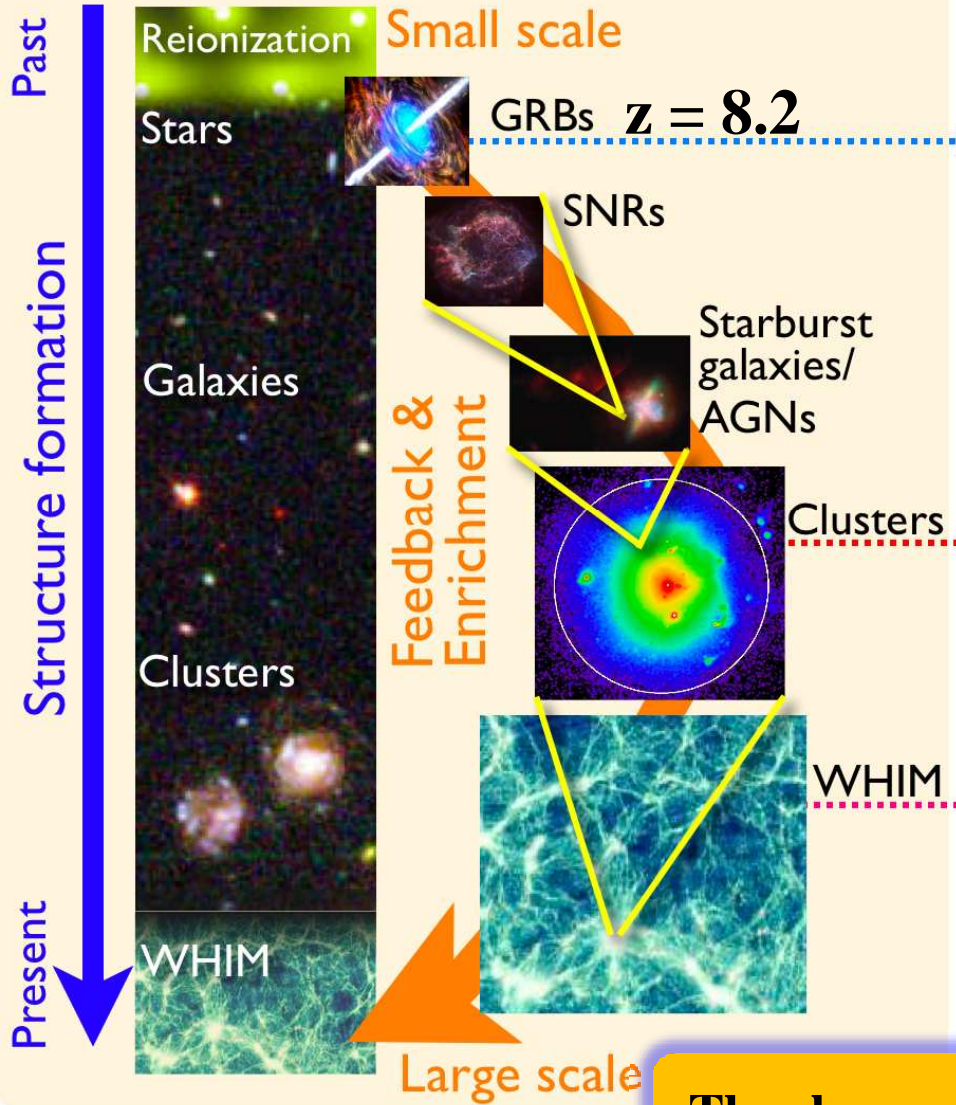 Past
Structure formation
Present
Reionization
Stars
Galaxies
Clusters
WHIM
Small scale
GRBs z = 8.2
SNRs
Starburst
galaxies/
AGNs
Feedback &
Enrichment
Clusters
WHIM
Large scale